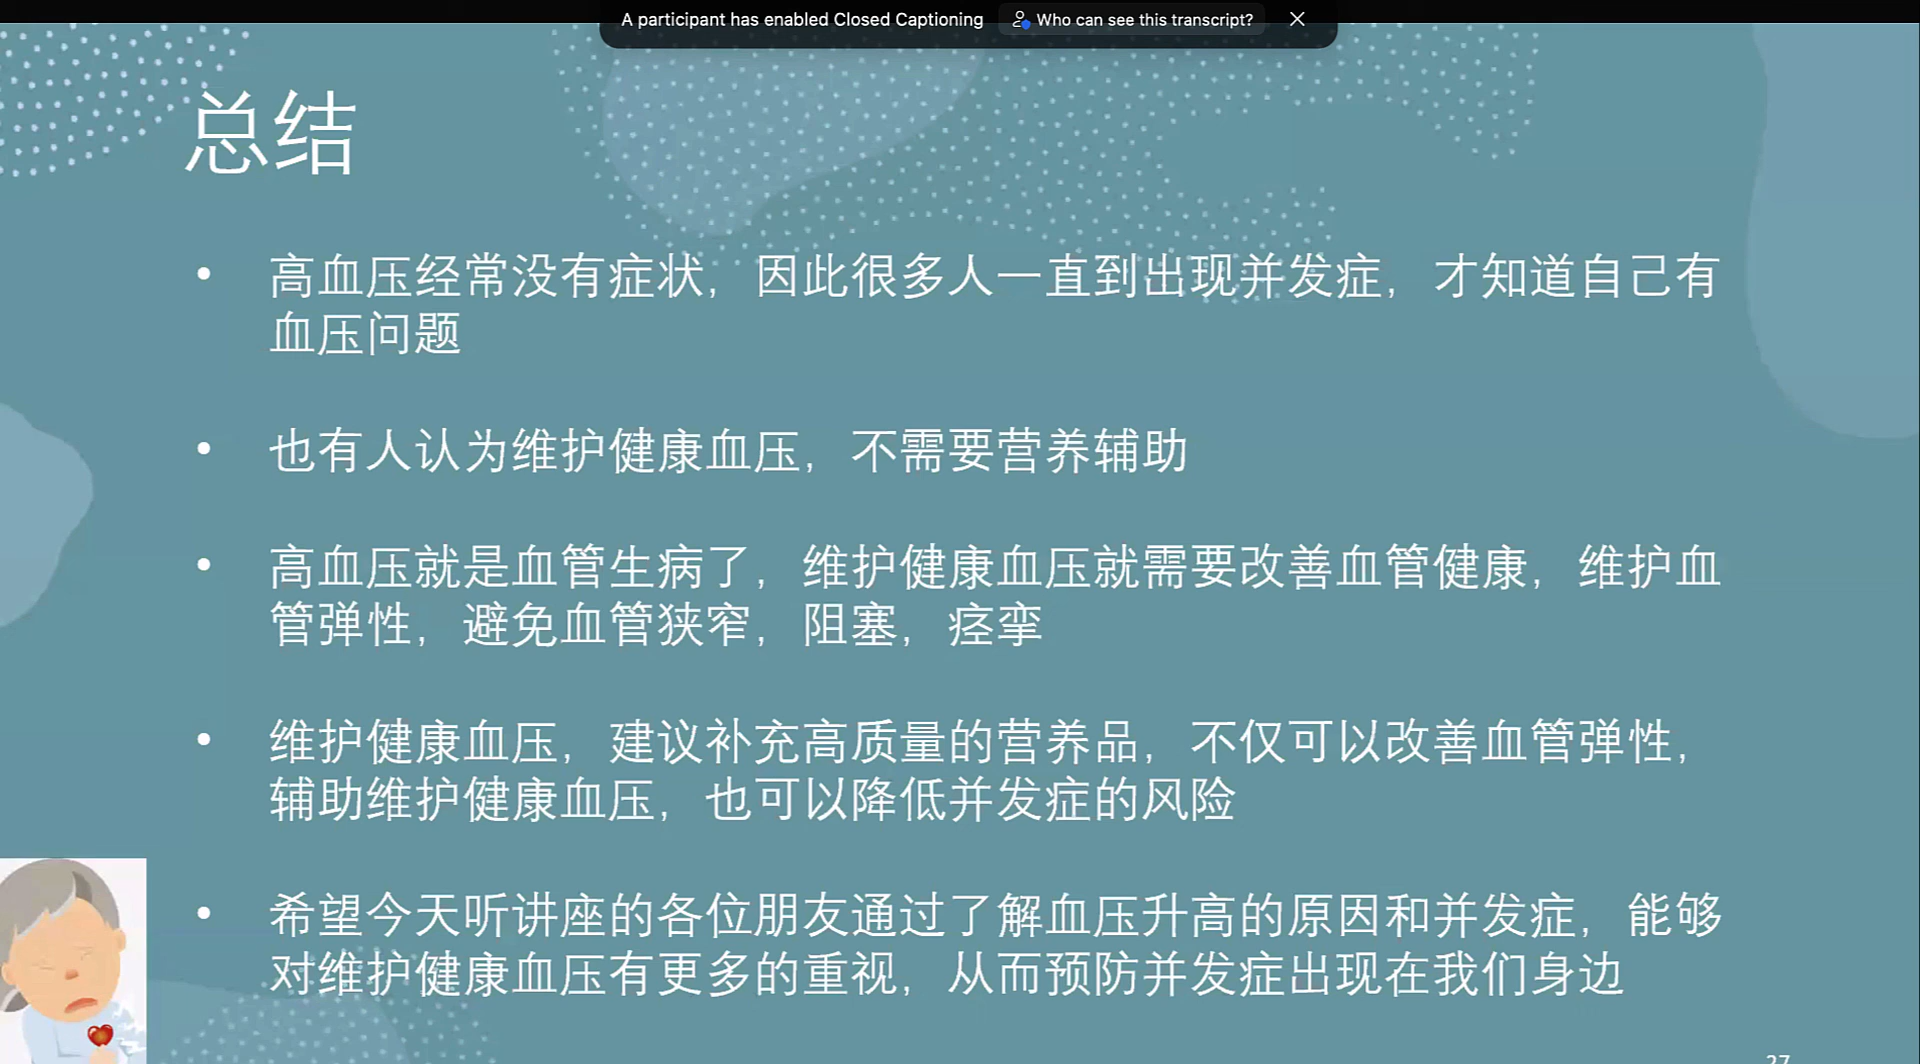 A participant has enabled Closed Captioning Who can see this transcript?
总结
• 高血压经常没有症状，因此很多人一直到出现并发症，才知道自己有
血压问题
• 也有人认为维护健康血压，不需要营养辅助
• 高血压就是血管生病了，维护健康血压就需要改善血管健康，维护血
管弹性，避免血管狭窄，阻塞，痉挛
• 维护健康血压，建议补充高质量的营养品，不仅可以改善血管弹性，
辅助维护健康血压，也可以降低并发症的风险
• 希望今天听讲座的各位朋友通过了解血压升高的原因和并发症，能够
对维护健康血压有更多的重视，从而预防并发症出现在我们身边
27